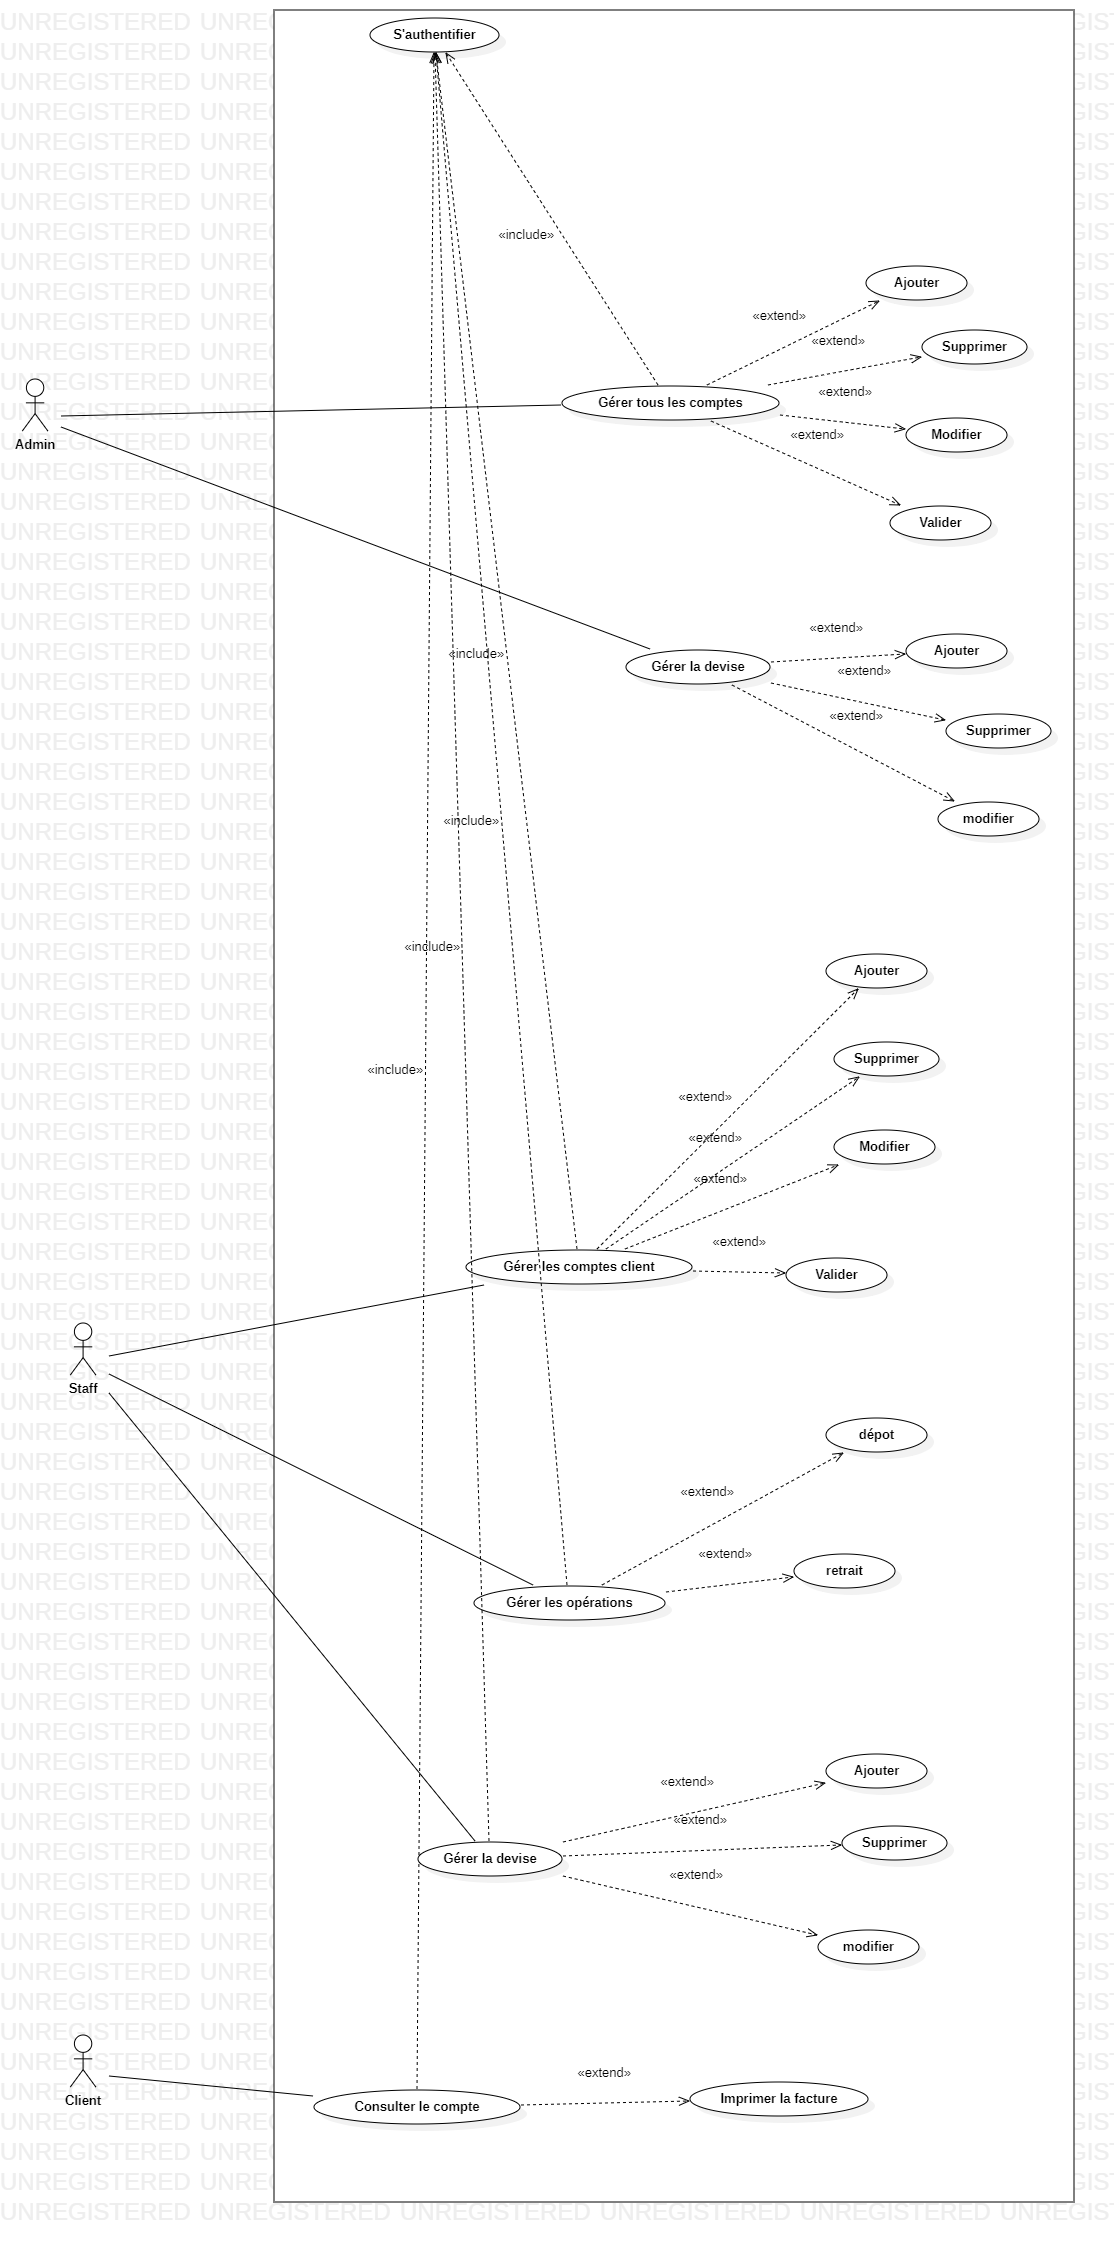 S'authentifier
«include»
Ajouter
«extend»
«extend»
Supprimer
«extend»
Gérer tous les comptes
«extend»
Modifier
Admin
Valider
«extend»
Ajouter
«include»
Gérer la devise
«extend»
«extend»
Supprimer
modifier
«include»
«include»
Ajouter
Supprimer
«include»
«extend»
«extend»
Modifier
«extend»
«extend»
Gérer les comptes client
Valider
Staff
dépot
«extend»
«extend»
retrait
Gérer les opérations
Ajouter
«extend»
«extend»
Supprimer
Gérer la devise
«extend»
modifier
«extend»
Client
Consulter le compte
Imprimer la facture
UNREGISTERED UNREGISTERED UNREGISTERED UNREGISTERED UNREGISTERED UNREGIS